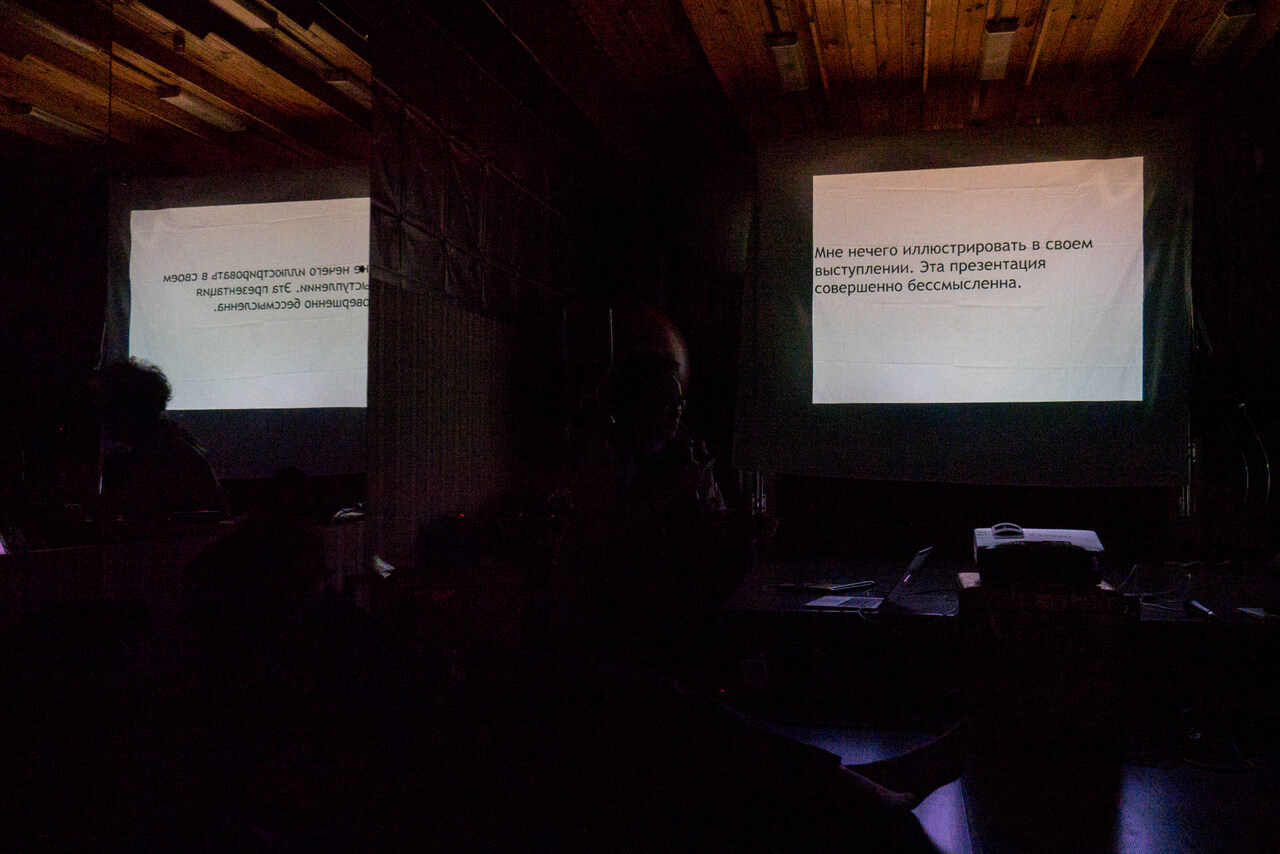 Мне нечего иллюстрировать в своем
выступлении. Эта презентация
совершенно бессмысленна.